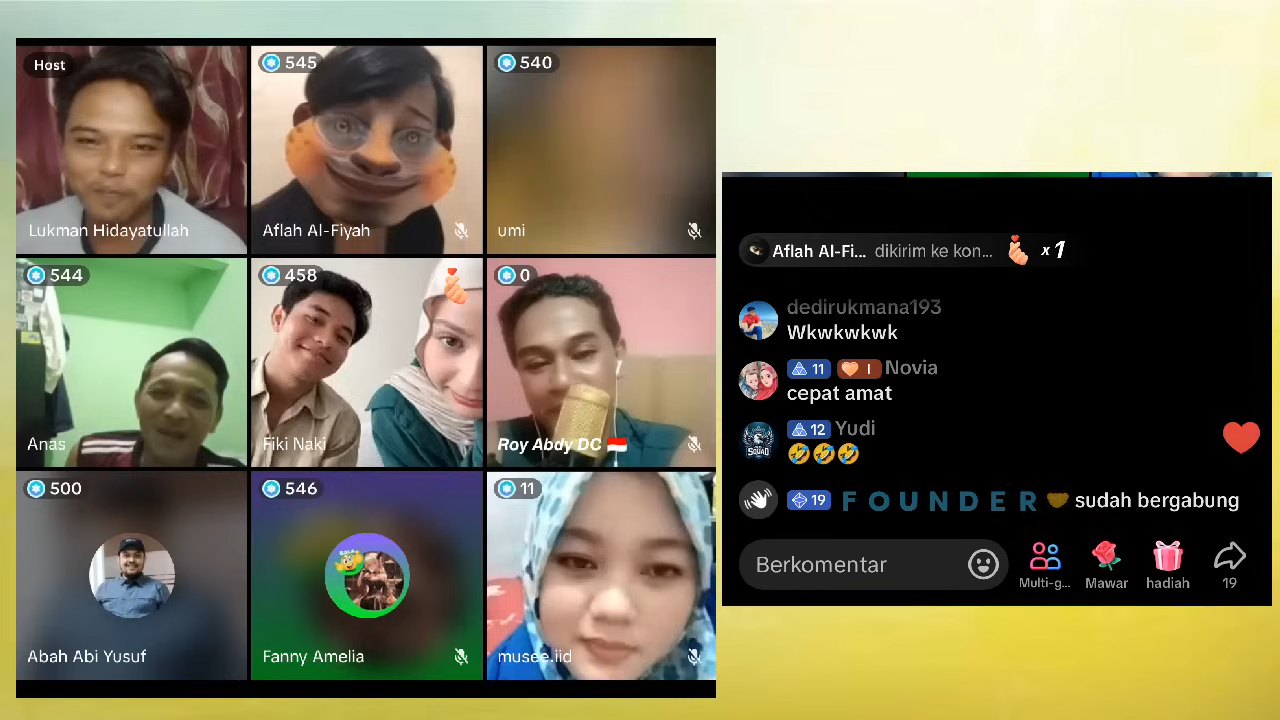 Host
545
540
Lukman Hidayatullah
Aflah Al-Fiyah
umi
544
458
0
Anas
Fiki Naki
Roy Abdy DC 🇮🇩
500
546
11
Abah Abi Yusuf
Fanny Amelia
musee.iid
Aflah Al-Fi... dikirim ke kon... x1
dedirukmana193
Wkwkwkwk
11 I Novia
cepat amat
12 Yudi
🤣🤣🤣
19 FOUNDER sudah bergabung
Berkomentar
Multi-g... Mawar hadiah 19